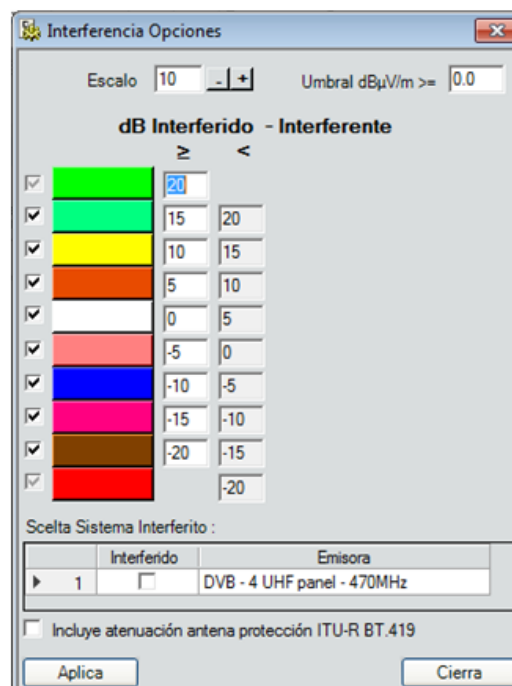 Interferencia Opciones
Escalo 10 - + Umbral dBµV/m >= 0.0
dB Interferido - Interferente
≥ <
20
15 20
10 15
5 10
0 5
-5 0
-10 -5
-15 -10
-20 -15
-20
Scelta Sistema Interferito :
Interferido Emisora
1 DVB - 4 UHF panel - 470MHz
Incluye atenuación antena protección ITU-R BT.419
Aplica Cierra